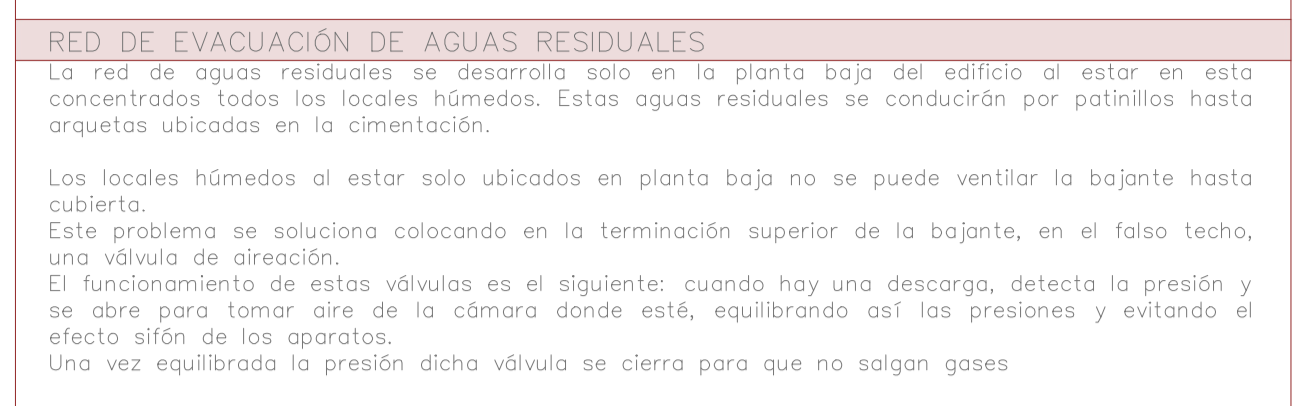 RED DE EVACUACIÓN DE AGUAS RESIDUALES
La red de aguas residuales se desarrolla solo en la planta baja del edificio al estar en esta
concentrados todos los locales húmedos. Estas aguas residuales se conducirán por patinillos hasta
arquetas ubicadas en la cimentación.
Los locales húmedos al estar solo ubicados en planta baja no se puede ventilar la bajante hasta
cubierta.
Este problema se soluciona colocando en la terminación superior de la bajante, en el falso techo,
una válvula de aireación.
El funcionamiento de estas válvulas es el siguiente: cuando hay una descarga, detecta la presión y
se abre para tomar aire de la cámara donde esté, equilibrando así las presiones y evitando el
efecto sifón de los aparatos.
Una vez equilibrada la presión dicha válvula se cierra para que no salgan gases